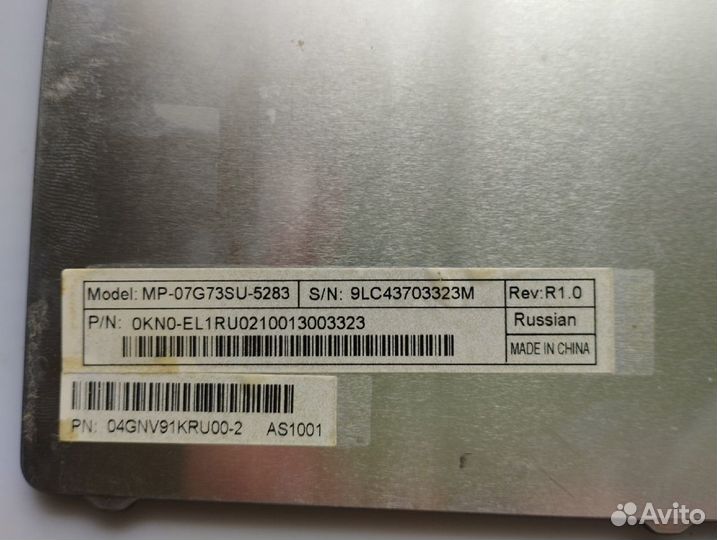 Model: MP-07G73SU-5283 S/N: 9LC43703323M Rev:R1.0
P/N: 0KN0-EL1RU0210013003323 Russian
MADE IN CHINA
PN: 04GNV91KRU00-2 AS1001
Avito